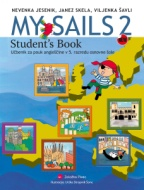 NEVENKA JESENIK, JANEZ SKELA, VILJENKA ŠAVLI
MY SAILS 2
Student's Book
učbenik za pouk angleščine v 5. razredu osnovne šole